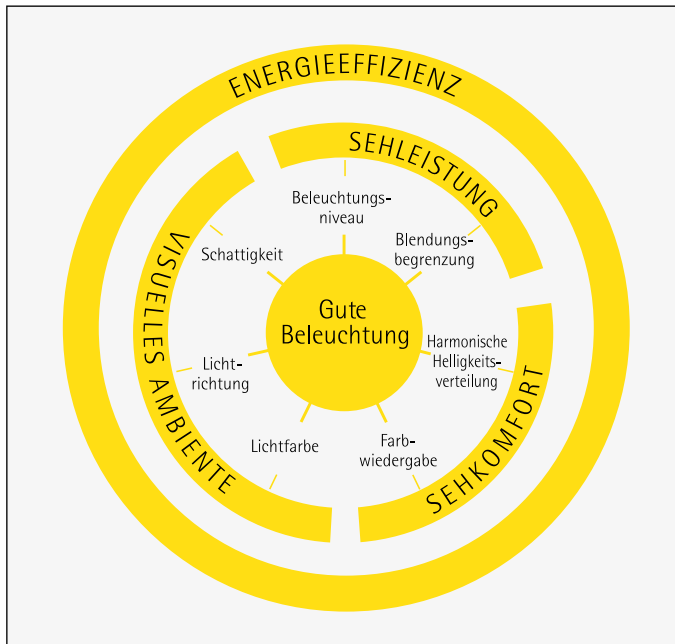 ENERGIEEFFIZIENZ
SEHLEISTUNG
Beleuchtungs-
niveau
Blendungs-
begrenzung
Schattigkeit
VISUELLES AMBIENTE
Gute
Beleuchtung
Harmonische
Helligkeits-
verteilung
Licht-
richtung
Lichtfarbe
Farb-
wiedergabe
SEHKOMFORT